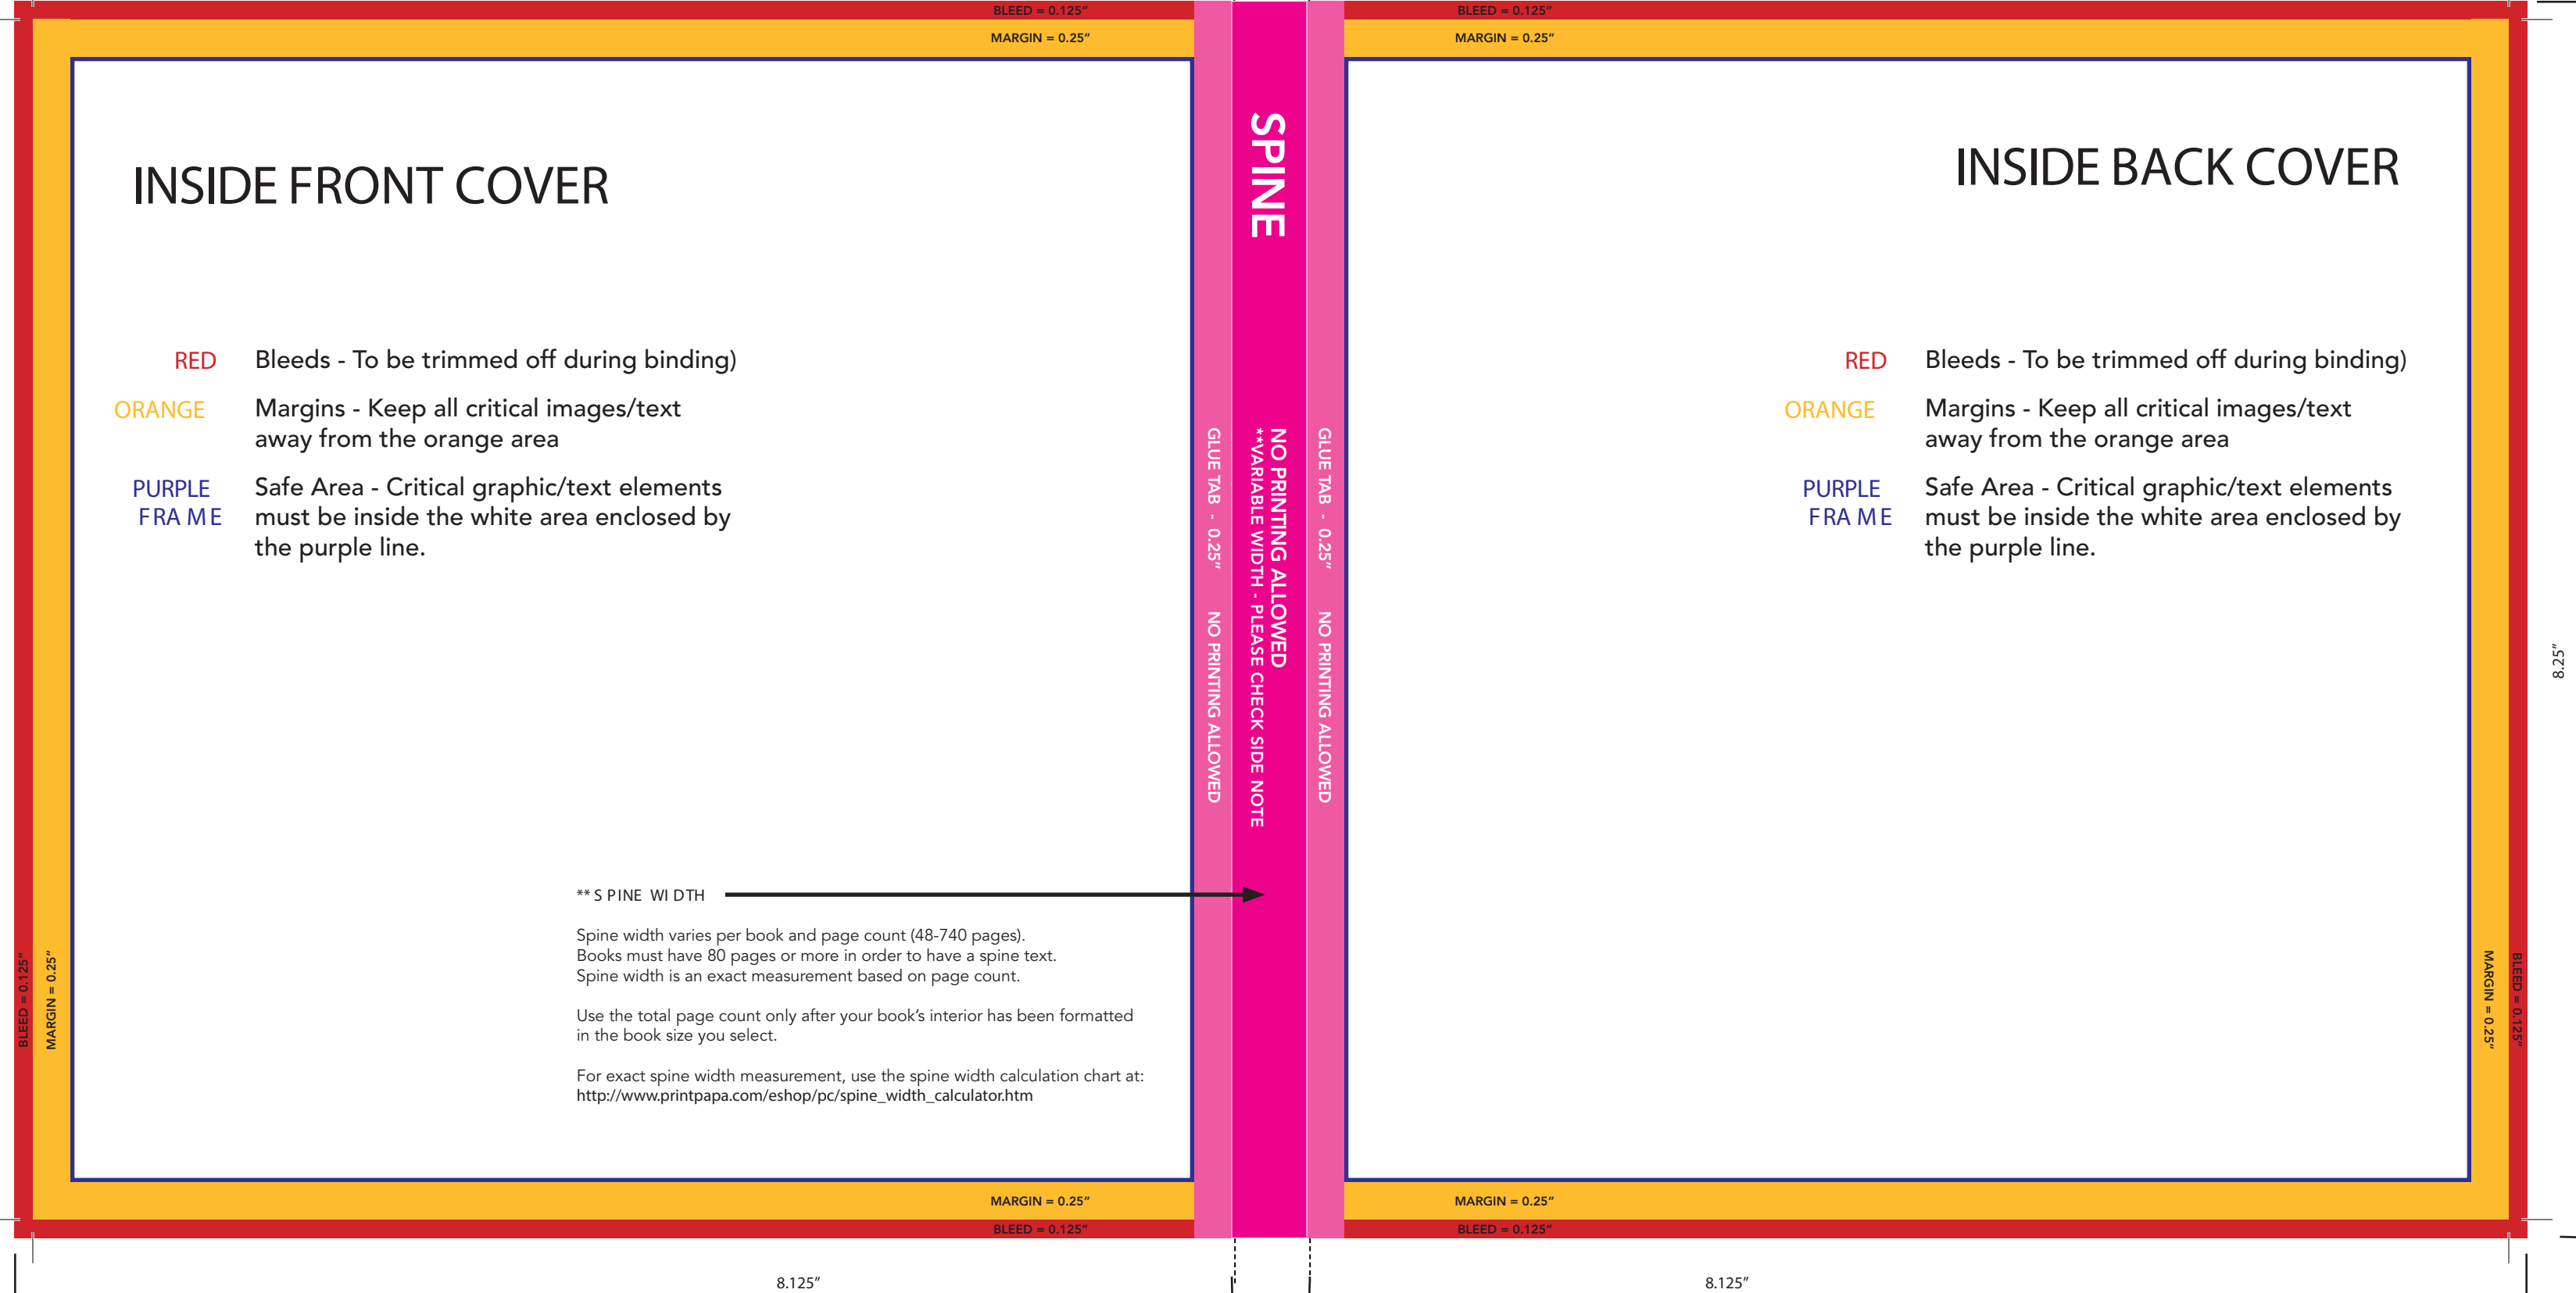 BLEED = 0.125"
MARGIN = 0.25"
BLEED = 0.125"
MARGIN = 0.25"
INSIDE FRONT COVER
RED
Bleeds - To be trimmed off during binding)
ORANGE
Margins - Keep all critical images/text
away from the orange area
PURPLE
FRAME
Safe Area - Critical graphic/text elements
must be inside the white area enclosed by
the purple line.
**SPINE WIDTH
Spine width varies per book and page count (48-740 pages).
Books must have 80 pages or more in order to have a spine text.
Spine width is an exact measurement based on page count.
Use the total page count only after your book’s interior has been formatted
in the book size you select.
For exact spine width measurement, use the spine width calculation chart at:
http://www.printpapa.com/eshop/pc/spine_width_calculator.htm
BLEED = 0.125"
MARGIN = 0.25"
GLUE TAB - 0.25" NO PRINTING ALLOWED
SPINE
NO PRINTING ALLOWED
**VARIABLE WIDTH - PLEASE CHECK SIDE NOTE
GLUE TAB - 0.25" NO PRINTING ALLOWED
INSIDE BACK COVER
RED
Bleeds - To be trimmed off during binding)
ORANGE
Margins - Keep all critical images/text
away from the orange area
PURPLE
FRAME
Safe Area - Critical graphic/text elements
must be inside the white area enclosed by
the purple line.
MARGIN = 0.25"
BLEED = 0.125"
8.25"
MARGIN = 0.25"
BLEED = 0.125"
MARGIN = 0.25"
BLEED = 0.125"
8.125"
8.125"